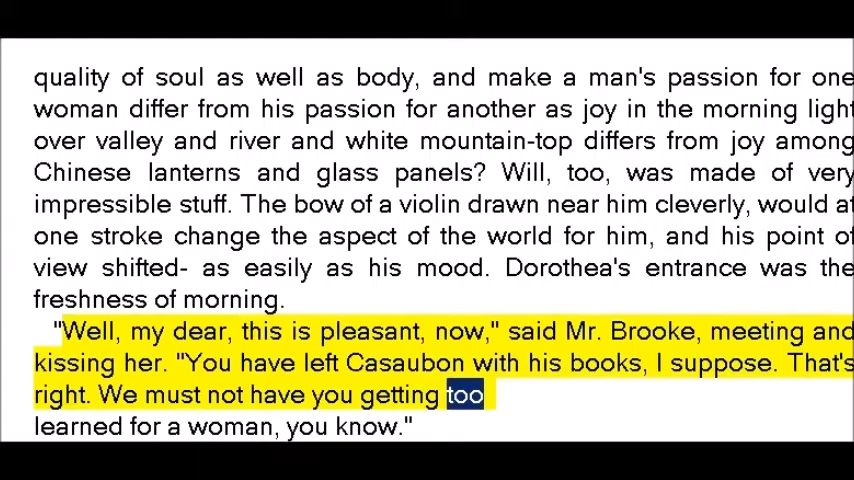 quality of soul as well as body, and make a man's passion for one
woman differ from his passion for another as joy in the morning light
over valley and river and white mountain-top differs from joy among
Chinese lanterns and glass panels? Will, too, was made of very
impressible stuff. The bow of a violin drawn near him cleverly, would at
one stroke change the aspect of the world for him, and his point of
view shifted- as easily as his mood. Dorothea's entrance was the
freshness of morning.
"Well, my dear, this is pleasant, now," said Mr. Brooke, meeting and
kissing her. "You have left Casaubon with his books, I suppose. That's
right. We must not have you getting too
learned for a woman, you know."